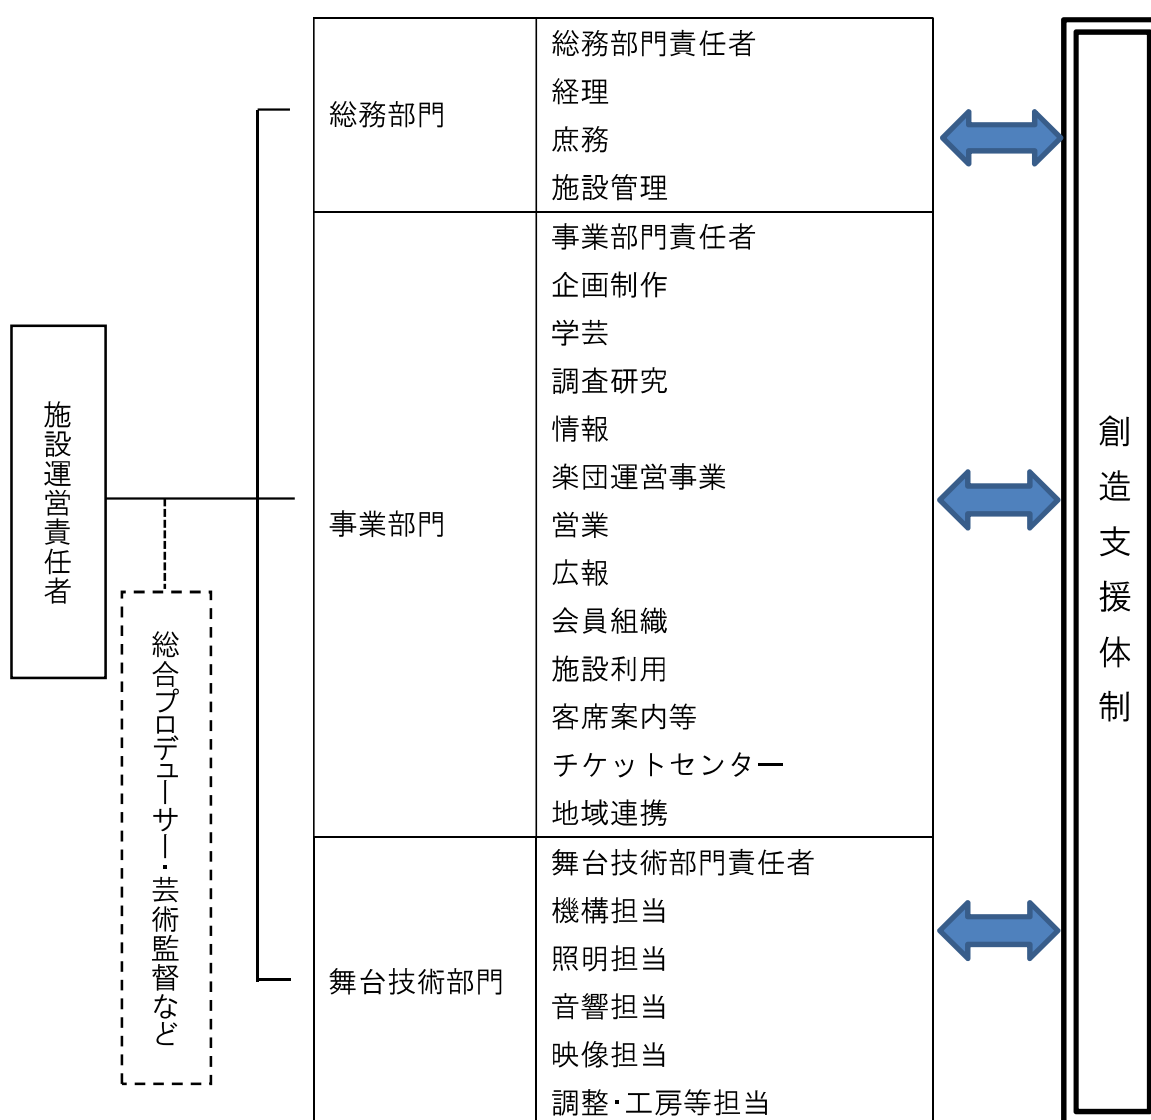 施設運営責任者
総合プロデューサー・芸術監督など
総務部門
総務部門責任者
経理
庶務
施設管理
事業部門
事業部門責任者
企画制作
学芸
調査研究
情報
楽団運営事業
営業
広報
会員組織
施設利用
客席案内等
チケットセンター
地域連携
舞台技術部門
舞台技術部門責任者
機構担当
照明担当
音響担当
映像担当
調整・工房等担当
創造支援体制